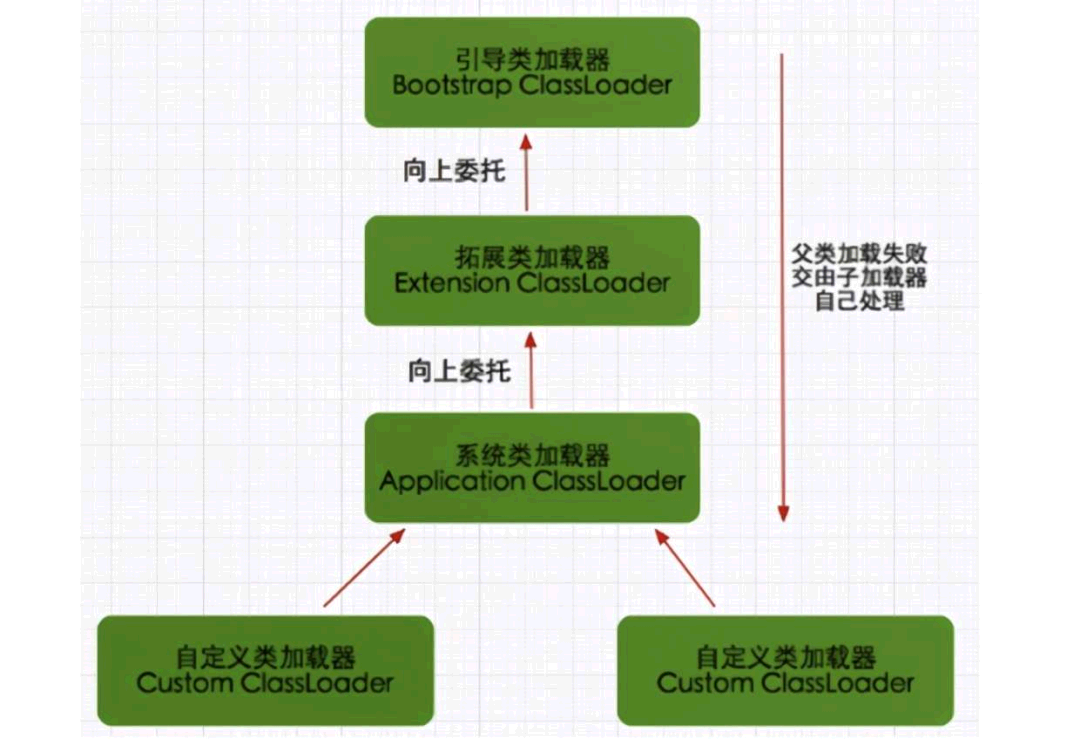 引导类加载器
Bootstrap ClassLoader
向上委托
拓展类加载器
Extension ClassLoader
父类加载失败
交由子加载器
自己处理
向上委托
系统类加载器
Application ClassLoader
自定义类加载器
Custom ClassLoader
自定义类加载器
Custom ClassLoader